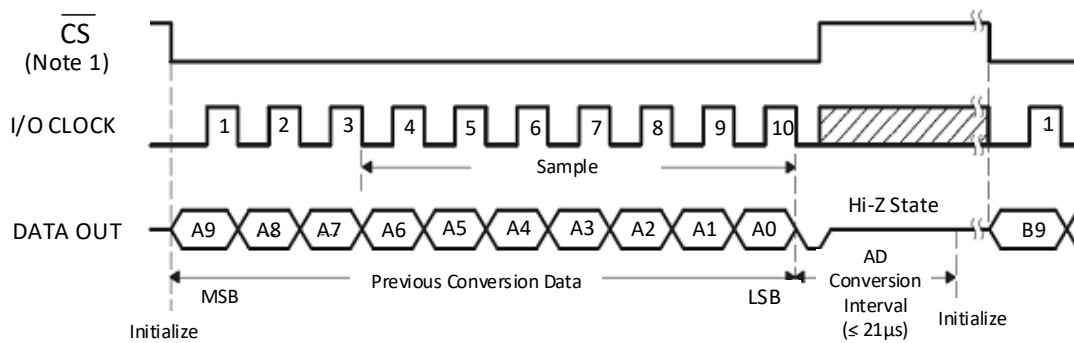 CS
(Note 1)
I/O CLOCK
1 2 3 4 5 6 7 8 9 10 1
Sample
DATA OUT
A9 A8 A7 A6 A5 A4 A3 A2 A1 A0 B9
Hi-Z State
Previous Conversion Data
MSB
LSB
AD
Conversion
Interval
(≤ 21μs)
Initialize
Initialize